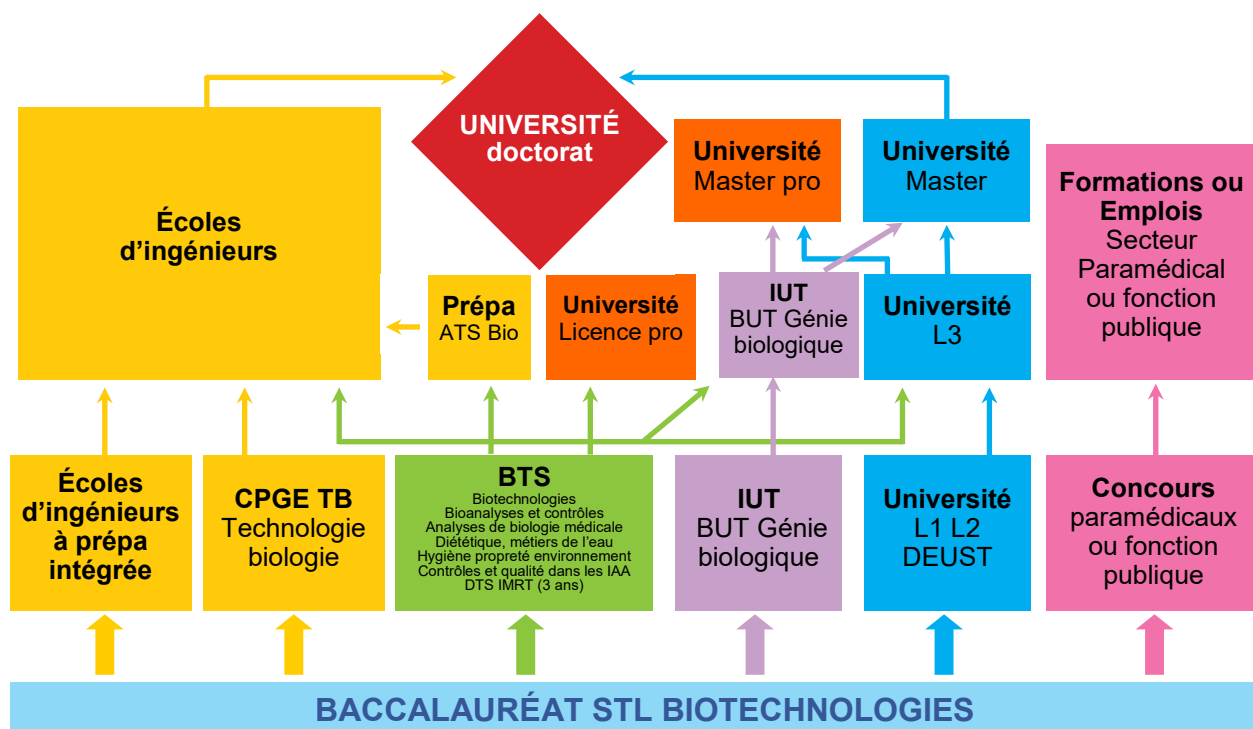 UNIVERSITÉ
doctorat
Université
Master pro
Université
Master
Formations ou
Emplois
Secteur
Paramédical
ou fonction
publique
Écoles
d'ingénieurs
Prépa
ATS Bio
Université
Licence pro
IUT
BUT Génie
biologique
Université
L3
Écoles
d'ingénieurs
à prépa
intégrée
CPGE TB
Technologie
biologie
BTS
Biotechnologies
Bioanalyses et contrôles
Analyses de biologie médicale
Diététique, métiers de l'eau
Hygiène propreté environnement
Contrôles et qualité dans les IAA
DTS IMRT (3 ans)
IUT
BUT Génie
biologique
Université
L1 L2
DEUST
Concours
paramédicaux
ou fonction
publique
BACCALAURÉAT STL BIOTECHNOLOGIES